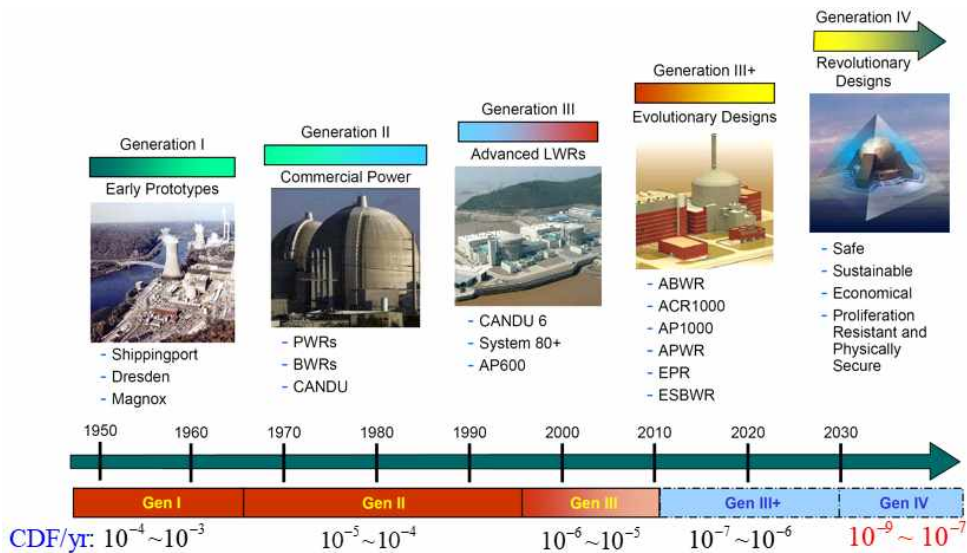 Generation I
Early Prototypes
- Shippingport
- Dresden
- Magnox
Generation II
Commercial Power
- PWRs
- BWRs
- CANDU
Generation III
Advanced LWRs
- CANDU 6
- System 80+
- AP600
Generation III+
Evolutionary Designs
- ABWR
- ACR1000
- AP1000
- APWR
- EPR
- ESBWR
Generation IV
Revolutionary
Designs
- Safe
- Sustainable
- Economical
- Proliferation
Resistant and
Physically
Secure
1950 1960 1970 1980 1990 2000 2010 2020 2030
Gen I Gen II Gen III Gen III+ Gen IV
CDF/yr: 10⁻⁴ ~10⁻³ 10⁻⁵ ~10⁻⁴ 10⁻⁶ ~10⁻⁵ 10⁻⁷ ~10⁻⁶ 10⁻⁹ ~ 10⁻⁷